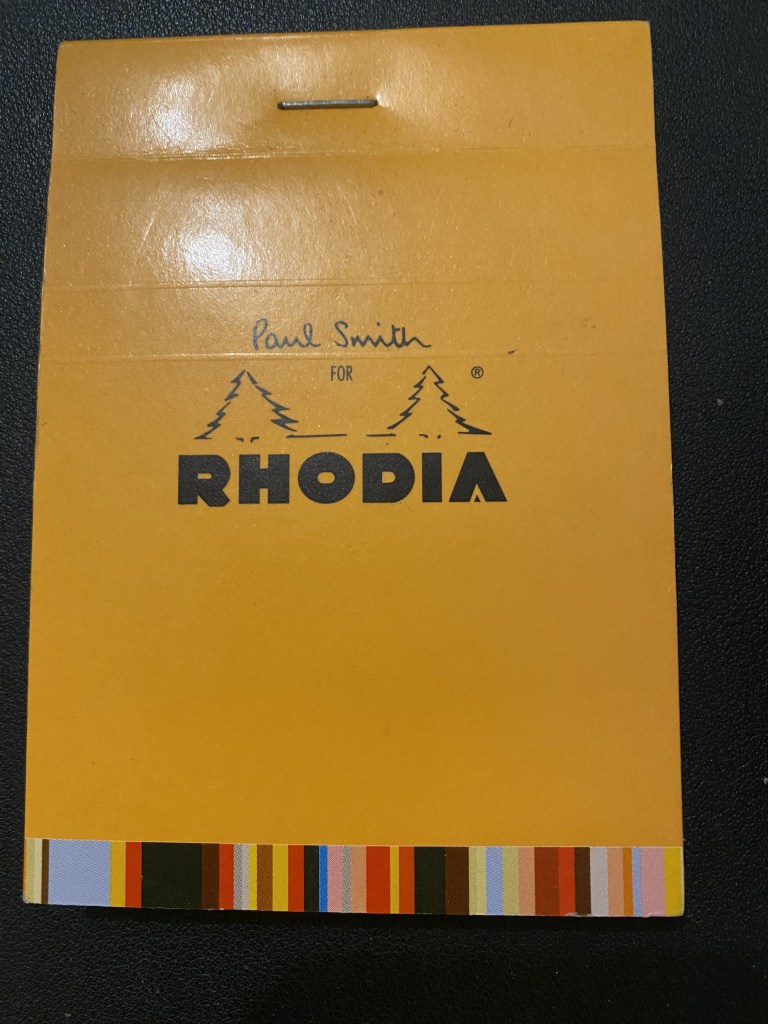 Paul Smith
FOR
®
RHODIA